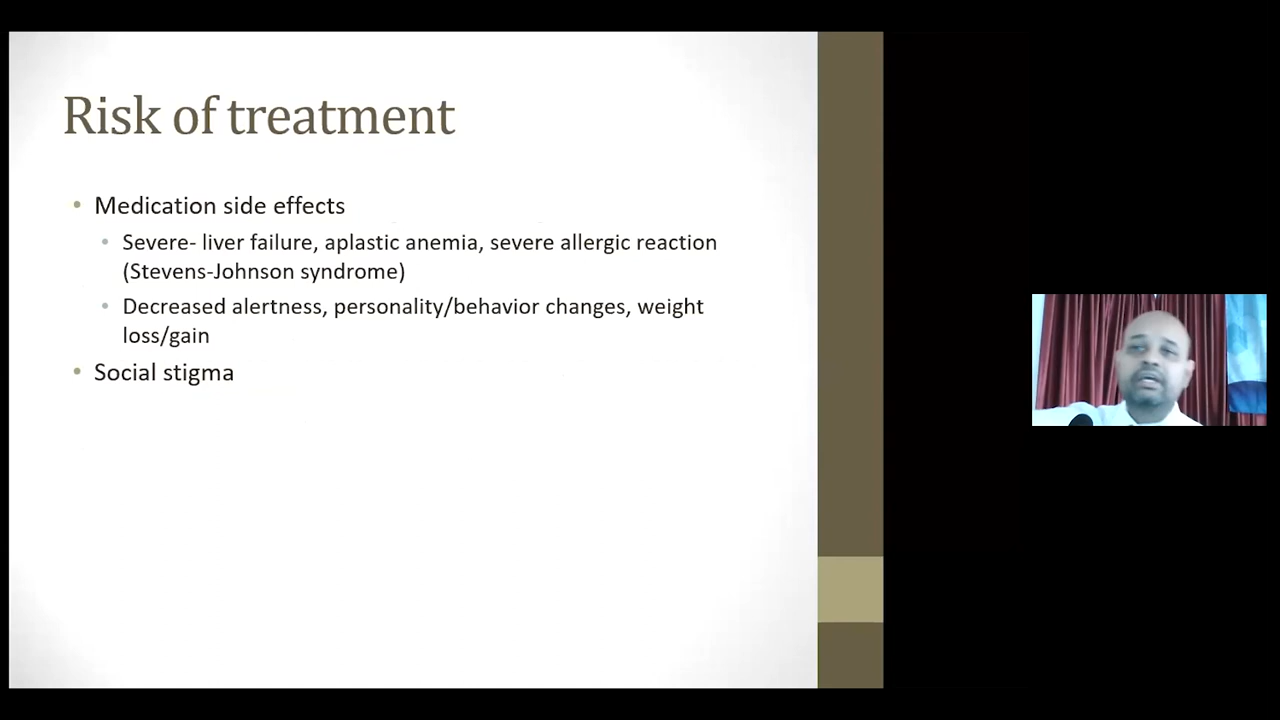 Risk of treatment
• Medication side effects
• Severe- liver failure, aplastic anemia, severe allergic reaction
(Stevens-Johnson syndrome)
• Decreased alertness, personality/behavior changes, weight
loss/gain
• Social stigma